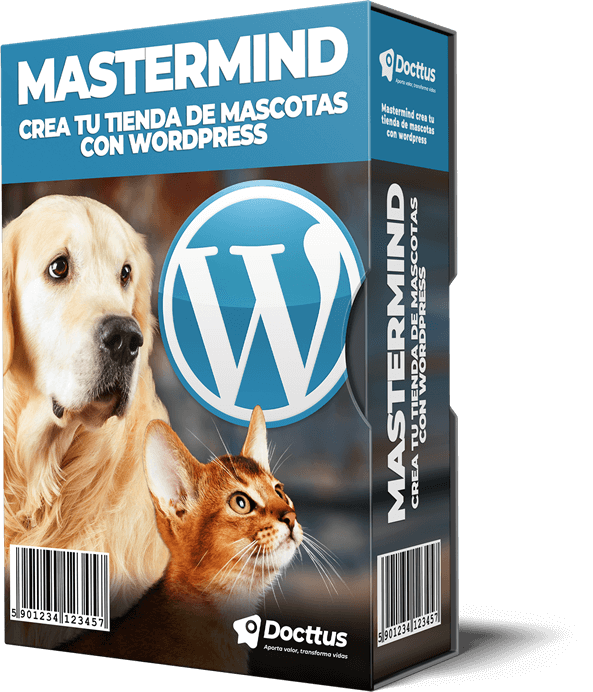 MASTERMIND
CREA TU TIENDA DE MASCOTAS
CON WORDPRESS
W
5 901234 123457
Docttus
Aporta valor, transforma vidas
Docttus
Aporta valor, transforma vidas
Mastermind crea tu
tienda de mascotas
con wordpress
MASTERMIND
CREA TU TIENDA DE MASCOTAS
CON WORDPRESS
5 901234 123457